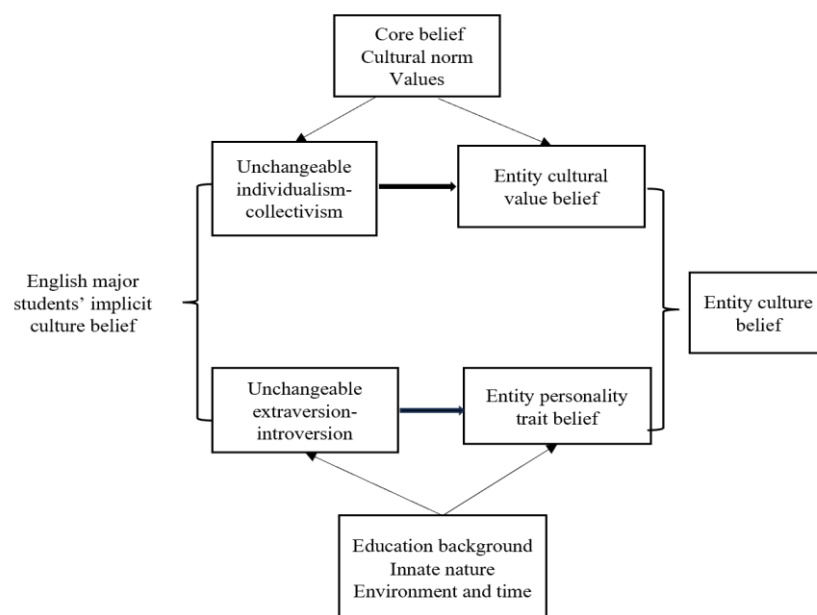 Core belief
Cultural norm
Values
Unchangeable
individualism-
collectivism
Entity cultural
value belief
English major
students’ implicit
culture belief
Entity culture
belief
Unchangeable
extraversion-
introversion
Entity personality
trait belief
Education background
Innate nature
Environment and time